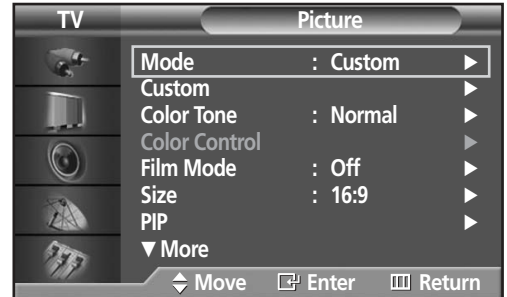 TV Picture
Mode : Custom ▶
Custom ▶
Color Tone : Normal ▶
Color Control ▶
Film Mode : Off ▶
Size : 16:9 ▶
PIP ▶
▼ More
Move Enter Return